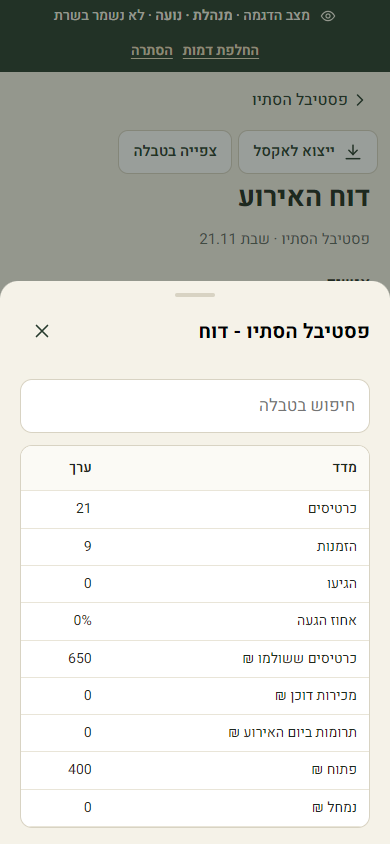 מצב הדגמה · מנהלת · נועה · לא נשמר בשרת
החלפת דמות הסתרה
פסטיבל הסתיו
ייצוא לאקסל צפייה בטבלה
דוח האירוע
פסטיבל הסתיו · שבת 21.11
פסטיבל הסתיו - דוח
חיפוש בטבלה
מדד ערך
כרטיסים 21
הזמנות 9
הגיעו 0
אחוז הגעה 0%
כרטיסים ששולמו ₪ 650
מכירות דוכן ₪ 0
תרומות ביום האירוע ₪ 0
פתוח ₪ 400
נמחל ₪ 0